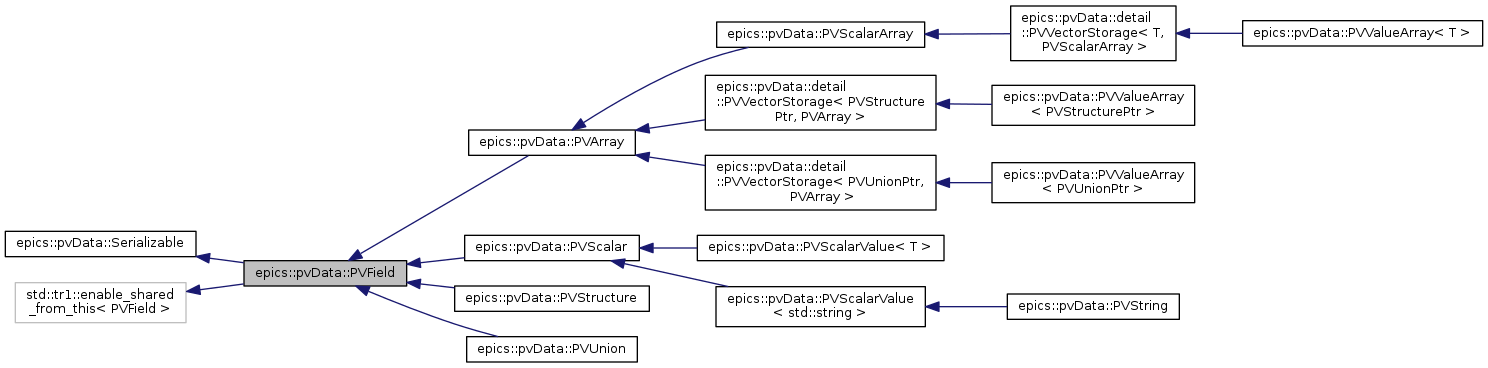 epics::pvData::Serializable
std::tr1::enable_shared
_from_this< PVField >
epics::pvData::PVField
epics::pvData::PVArray
epics::pvData::PVScalar
epics::pvData::PVStructure
epics::pvData::PVUnion
epics::pvData::PVScalarArray
epics::pvData::detail
::PVVectorStorage< PVStructure
Ptr, PVArray >
epics::pvData::detail
::PVVectorStorage< PVUnionPtr,
PVArray >
epics::pvData::PVScalarValue< T >
epics::pvData::PVScalarValue
< std::string >
epics::pvData::detail
::PVVectorStorage< T,
PVScalarArray >
epics::pvData::PVValueArray
< PVStructurePtr >
epics::pvData::PVValueArray
< PVUnionPtr >
epics::pvData::PVString
epics::pvData::PVValueArray< T >